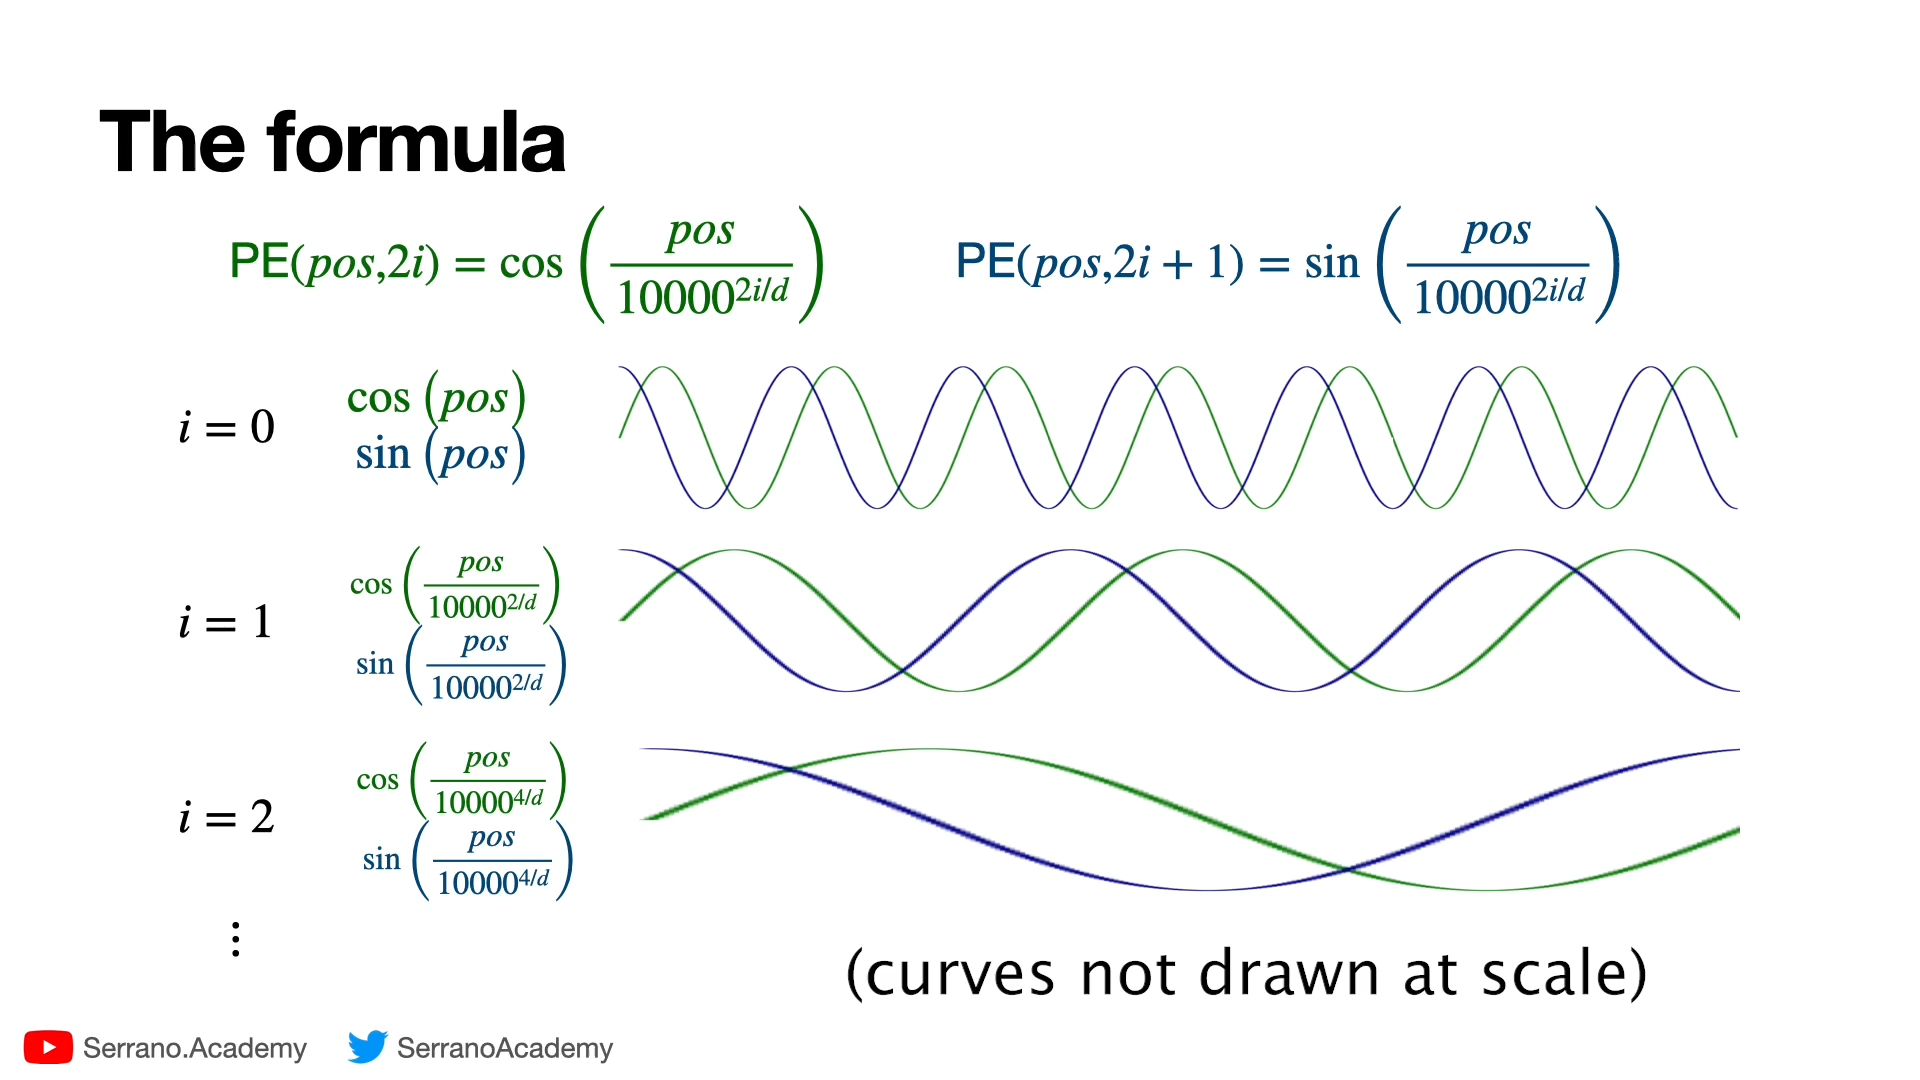 The formula
PE(pos,2i) = cos (pos / 10000^{2i/d}) PE(pos,2i + 1) = sin (pos / 10000^{2i/d})
i = 0
cos (pos)
sin (pos)
i = 1
cos (pos / 10000^{2/d})
sin (pos / 10000^{2/d})
i = 2
cos (pos / 10000^{4/d})
sin (pos / 10000^{4/d})
⋮
(curves not drawn at scale)
Serrano.Academy SerranoAcademy